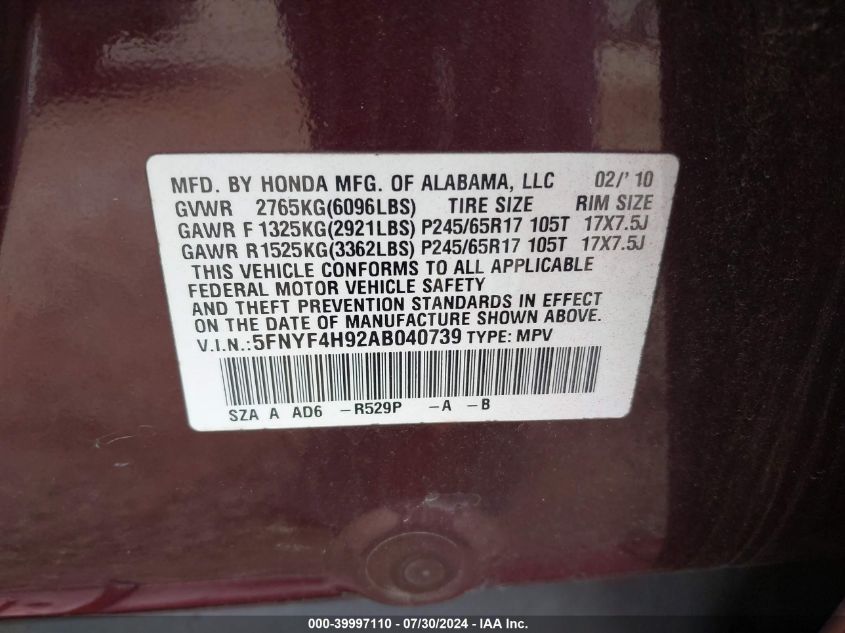 MFD. BY HONDA MFG. OF ALABAMA, LLC 02/'10
GVWR 2765KG(6096LBS) TIRE SIZE RIM SIZE
GAWR F 1325KG(2921LBS) P245/65R17 105T 17X7.5J
GAWR R1525KG(3362LBS) P245/65R17 105T 17X7.5J
THIS VEHICLE CONFORMS TO ALL APPLICABLE
FEDERAL MOTOR VEHICLE SAFETY
AND THEFT PREVENTION STANDARDS IN EFFECT
ON THE DATE OF MANUFACTURE SHOWN ABOVE.
V.I.N.:5FNYF4H92AB040739 TYPE: MPV
SZA A AD6 -R529P -A -B
000-39997110 - 07/30/2024 - IAA Inc.